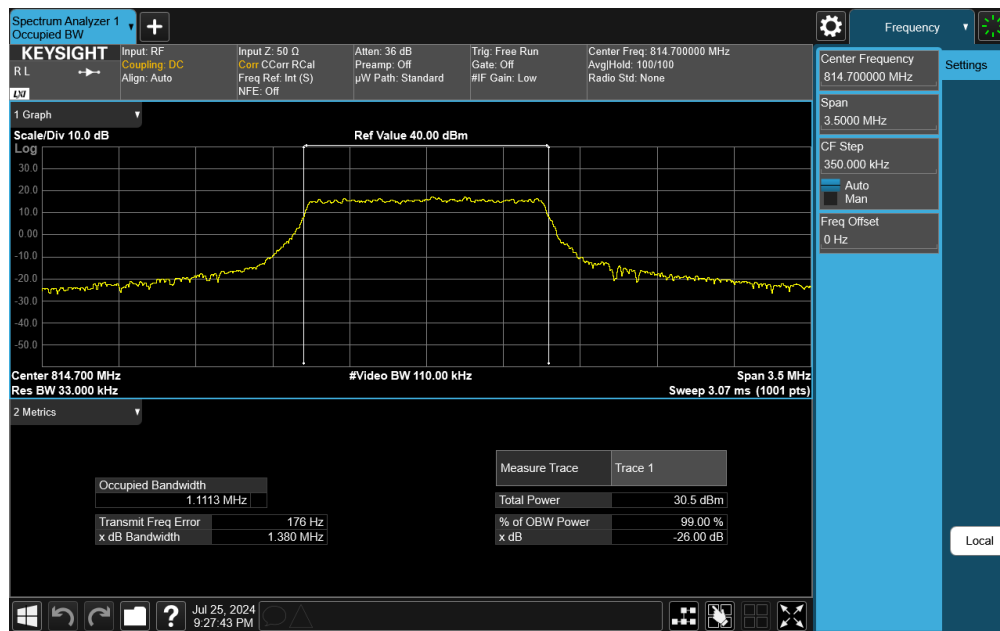 Spectrum Analyzer 1
Occupied BW
Frequency
KEYSIGHT
R L
LXI
Input: RF
Coupling: DC
Align: Auto
Input Z: 50 Ω
Corr CCorr RCal
Freq Ref: Int (S)
NFE: Off
Atten: 36 dB
Preamp: Off
µW Path: Standard
Trig: Free Run
Gate: Off
#IF Gain: Low
Center Freq: 814.700000 MHz
Avg|Hold: 100/100
Radio Std: None
Center Frequency
814.700000 MHz
Settings
Span
3.5000 MHz
CF Step
350.000 kHz
Auto
Man
Freq Offset
0 Hz
Local
1 Graph
Scale/Div 10.0 dB
Ref Value 40.00 dBm
Log
30.0
20.0
10.0
0.00
-10.0
-20.0
-30.0
-40.0
-50.0
Center 814.700 MHz
#Video BW 110.00 kHz
Span 3.5 MHz
Res BW 33.000 kHz
Sweep 3.07 ms (1001 pts)
2 Metrics
Occupied Bandwidth
1.1113 MHz
Transmit Freq Error 176 Hz
x dB Bandwidth 1.380 MHz
Measure Trace Trace 1
Total Power 30.5 dBm
% of OBW Power 99.00 %
x dB -26.00 dB
Jul 25, 2024
9:27:43 PM